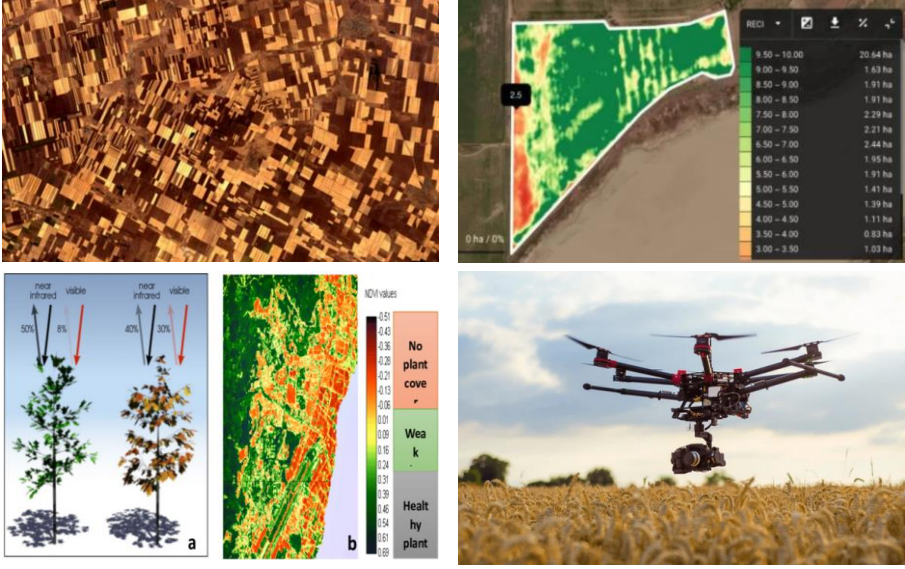 RECI
9.50 – 10.00 20.64 ha
9.00 – 9.50 1.63 ha
8.50 – 9.00 1.91 ha
8.00 – 8.50 1.91 ha
7.50 – 8.00 2.29 ha
7.00 – 7.50 2.21 ha
6.50 – 7.00 2.44 ha
6.00 – 6.50 1.95 ha
5.50 – 6.00 1.91 ha
5.00 – 5.50 1.41 ha
4.50 – 5.00 1.39 ha
4.00 – 4.50 1.11 ha
3.50 – 4.00 0.83 ha
3.00 – 3.50 1.03 ha
2.5
0 ha / 0%
near
infrared
visible
near
infrared
visible
50%
8%
40%
30%
a
b
NDVI values
-0.51
-0.43
-0.36
-0.28
-0.21
-0.13
-0.06
0.01
0.09
0.16
0.24
0.31
0.39
0.46
0.54
0.61
0.69
No
plant
cove
r
Wea
k
Healt
hy
plant